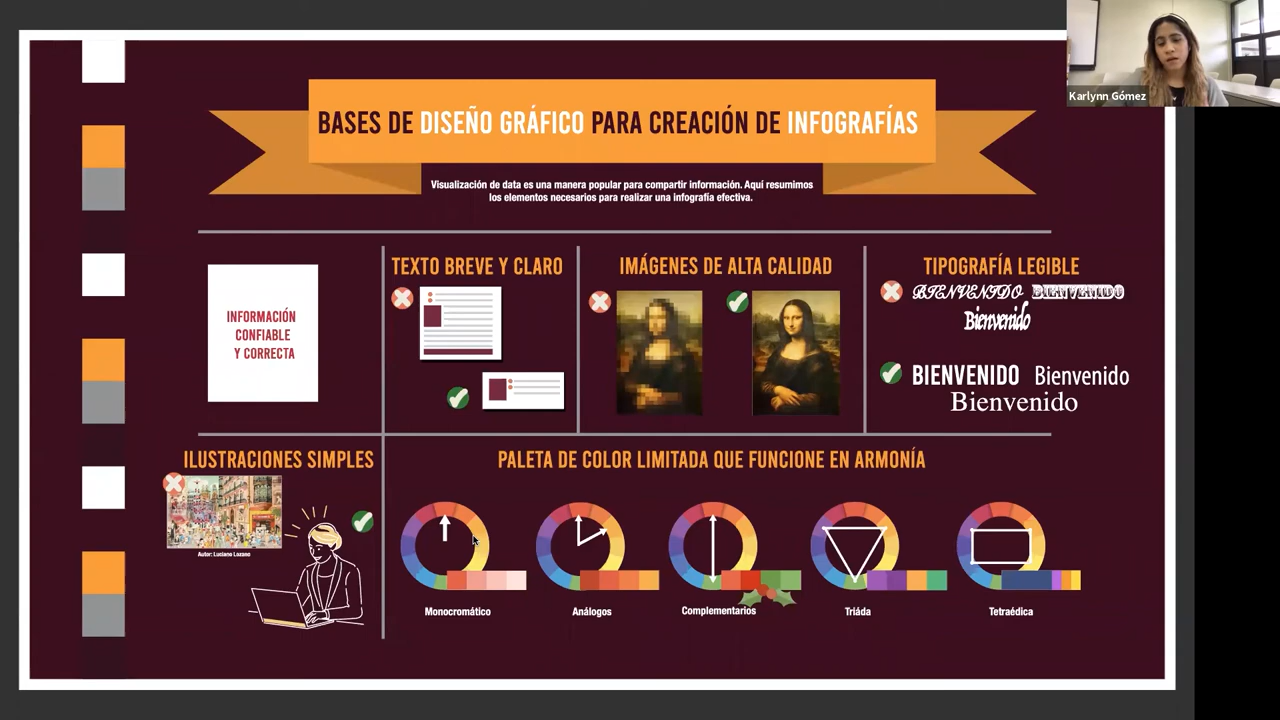 Karlynn Gómez
BASES DE DISEÑO GRÁFICO PARA CREACIÓN DE INFOGRAFÍAS
Visualización de data es una manera popular para compartir información. Aquí resumimos
los elementos necesarios para realizar una infografía efectiva.
INFORMACIÓN
CONFIABLE
Y CORRECTA
TEXTO BREVE Y CLARO
IMÁGENES DE ALTA CALIDAD
TIPOGRAFÍA LEGIBLE
BIENVENIDO BIENVENIDO
Bienvenido
BIENVENIDO Bienvenido
Bienvenido
ILUSTRACIONES SIMPLES
Autor: Luciano Lozano
PALETA DE COLOR LIMITADA QUE FUNCIONE EN ARMONÍA
Monocromático
Análogos
Complementarios
Triáda
Tetraédica